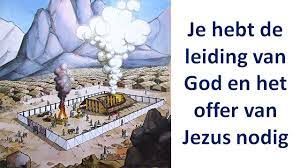 Je hebt de
leiding van
God en het
offer van
Jezus nodig